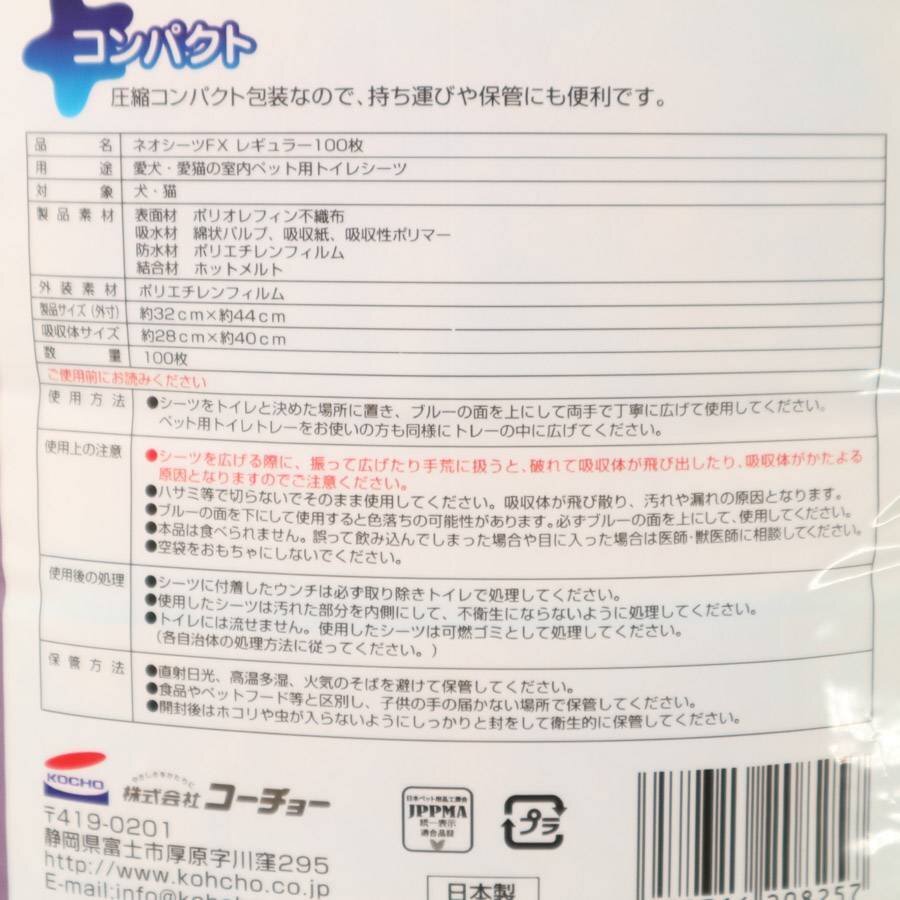 コンパクト
圧縮コンパクト包装なので、持ち運びや保管にも便利です。
品名 ネオシーツFX レギュラー100枚
用途 愛犬・愛猫の室内ペット用トイレシーツ
対象 犬・猫
製品素材 表面材 ポリオレフィン不織布
吸水材 綿状パルプ、吸収紙、吸収性ポリマー
防水材 ポリエチレンフィルム
結合材 ホットメルト
外装素材 ポリエチレンフィルム
製品サイズ(外寸) 約32cm×約44cm
吸収体サイズ 約28cm×約40cm
数量 100枚
ご使用前にお読みください
使用方法 ●シーツをトイレと決めた場所に置き、ブルーの面を上にして両手で丁寧に広げて使用してください。
ペット用トイレトレーをお使いの方も同様にトレーの中に広げてください。
使用上の注意 ●シーツを広げる際に、振って広げたり手荒に扱うと、破れて吸収体が飛び出したり、吸収体がかたよる
原因となりますのでご注意ください。
●ハサミ等で切らないでそのまま使用してください。吸収体が飛び散り、汚れや漏れの原因となります。
●ブルーの面を下にして使用すると色落ちの可能性があります。必ずブルーの面を上にして、使用してください。
●本品は食べられません。誤って飲み込んでしまった場合や目に入った場合は医師・獣医師に相談してください。
●空袋をおもちゃにしないでください。
使用後の処理 ●シーツに付着したウンチは必ず取り除きトイレで処理してください。
●使用したシーツは汚れた部分を内側にして、不衛生にならないように処理してください。
●トイレには流せません。使用したシーツは可燃ゴミとして処理してください。
(各自治体の処理方法に従ってください。)
保管方法 ●直射日光、高温多湿、火気のそばを避けて保管してください。
●食品やペットフード等と区別し、子供の手の届かない場所で保管してください。
●開封後はホコリや虫が入らないようにしっかりと封をして衛生的に保管してください。
KOCHO
株式会社コーチョー
〒419-0201
静岡県富士市厚原字川窪295
http://www.kohcho.co.jp
E-mail:info@kohcho
日本ペット用品工業会
JPPMA
統一表示
適合品証
プラ
日本製